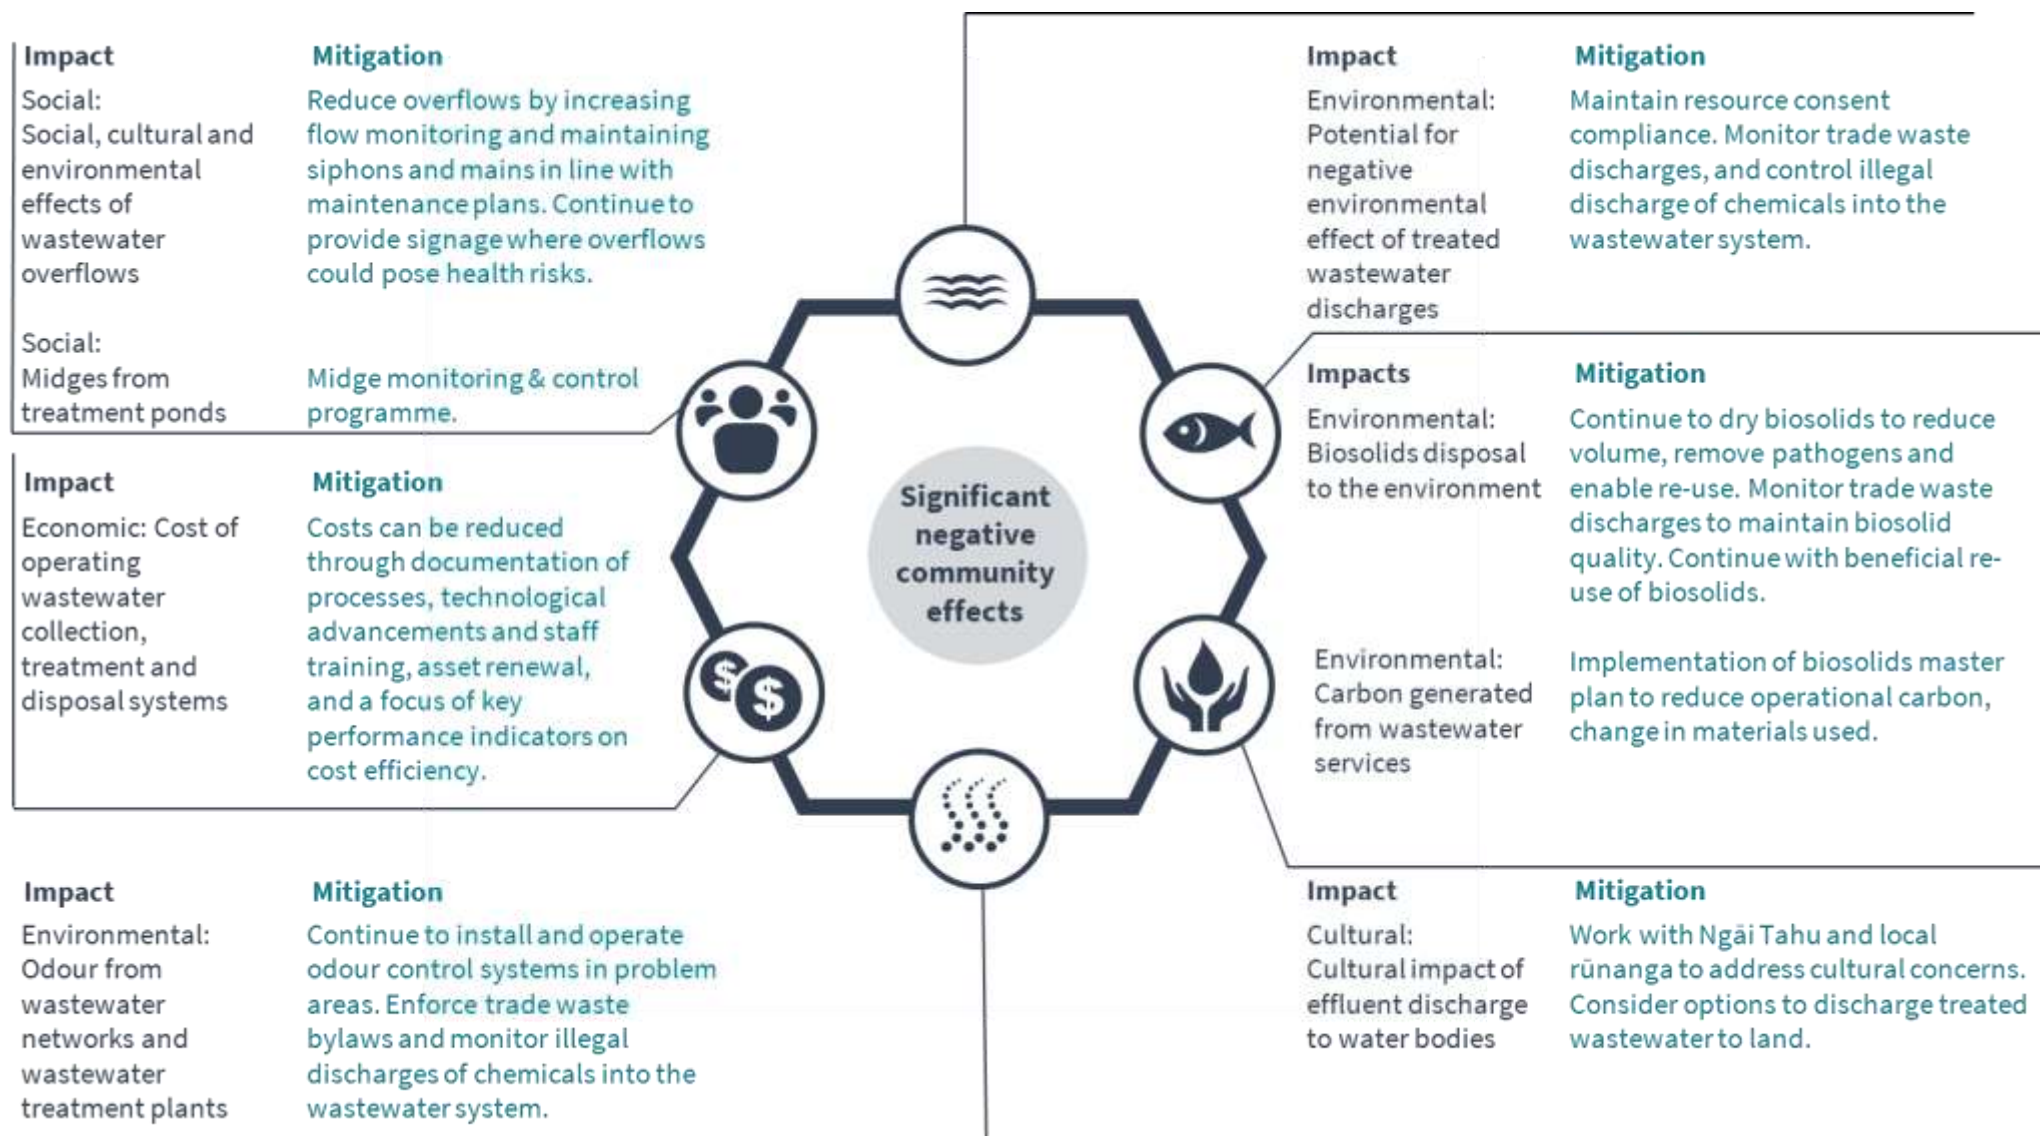 Impact
Mitigation
Social:
Social, cultural and
environmental
effects of
wastewater
overflows
Reduce overflows by increasing
flow monitoring and maintaining
siphons and mains in line with
maintenance plans. Continue to
provide signage where overflows
could pose health risks.
Social:
Midges from
treatment ponds
Midge monitoring & control
programme.
Impact
Mitigation
Economic: Cost of
operating
wastewater
collection,
treatment and
disposal systems
Costs can be reduced
through documentation of
processes, technological
advancements and staff
training, asset renewal,
and a focus of key
performance indicators on
cost efficiency.
Impact
Mitigation
Environmental:
Odour from
wastewater
networks and
wastewater
treatment plants
Continue to install and operate
odour control systems in problem
areas. Enforce trade waste
bylaws and monitor illegal
discharges of chemicals into the
wastewater system.
Significant
negative
community
effects
$
$
Impact
Mitigation
Environmental:
Potential for
negative
environmental
effect of treated
wastewater
discharges
Maintain resource consent
compliance. Monitor trade waste
discharges, and control illegal
discharge of chemicals into the
wastewater system.
Impacts
Mitigation
Environmental:
Biosolids disposal
to the environment
Continue to dry biosolids to reduce
volume, remove pathogens and
enable re-use. Monitor trade waste
discharges to maintain biosolid
quality. Continue with beneficial re-
use of biosolids.
Environmental:
Carbon generated
from wastewater
services
Implementation of biosolids master
plan to reduce operational carbon,
change in materials used.
Impact
Mitigation
Cultural:
Cultural impact of
effluent discharge
to water bodies
Work with Ngāi Tahu and local
rūnanga to address cultural concerns.
Consider options to discharge treated
wastewater to land.